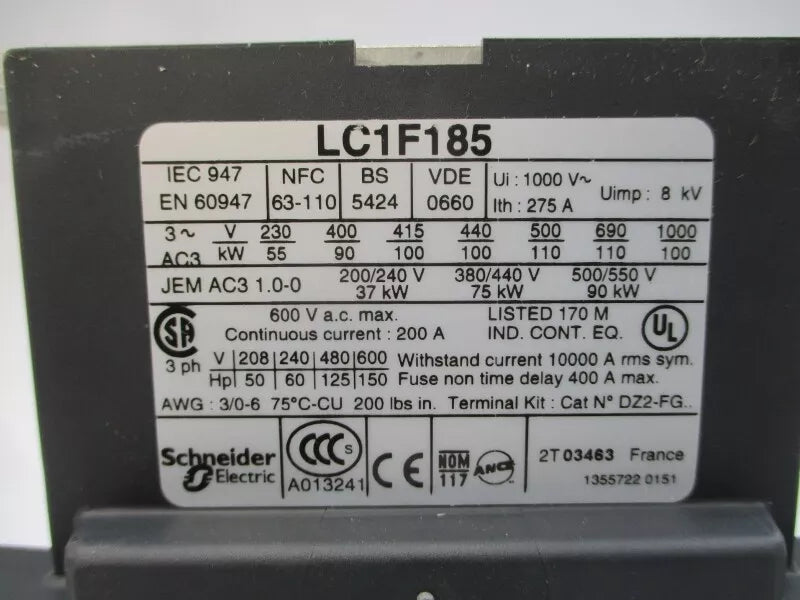 LC1F185
IEC 947 NFC BS VDE Ui : 1000 V~ Uimp : 8 kV
EN 60947 63-110 5424 0660 Ith : 275 A
3~ V 230 400 415 440 500 690 1000
AC3 kW 55 90 100 100 110 110 100
JEM AC3 1.0-0 200/240 V 380/440 V 500/550 V
37 kW 75 kW 90 kW
SA 600 V a.c. max. LISTED 170 M UL
Continuous current : 200 A IND. CONT. EQ.
3 ph V 208 240 480 600 Withstand current 10000 A rms sym.
Hp 50 60 125 150 Fuse non time delay 400 A max.
AWG : 3/0-6 75°C-CU 200 lbs in. Terminal Kit : Cat N° DZ2-FG..
Schneider CCC S CE NOM ANCE 2T 03463 France
Electric A013241 117 1355722 0151